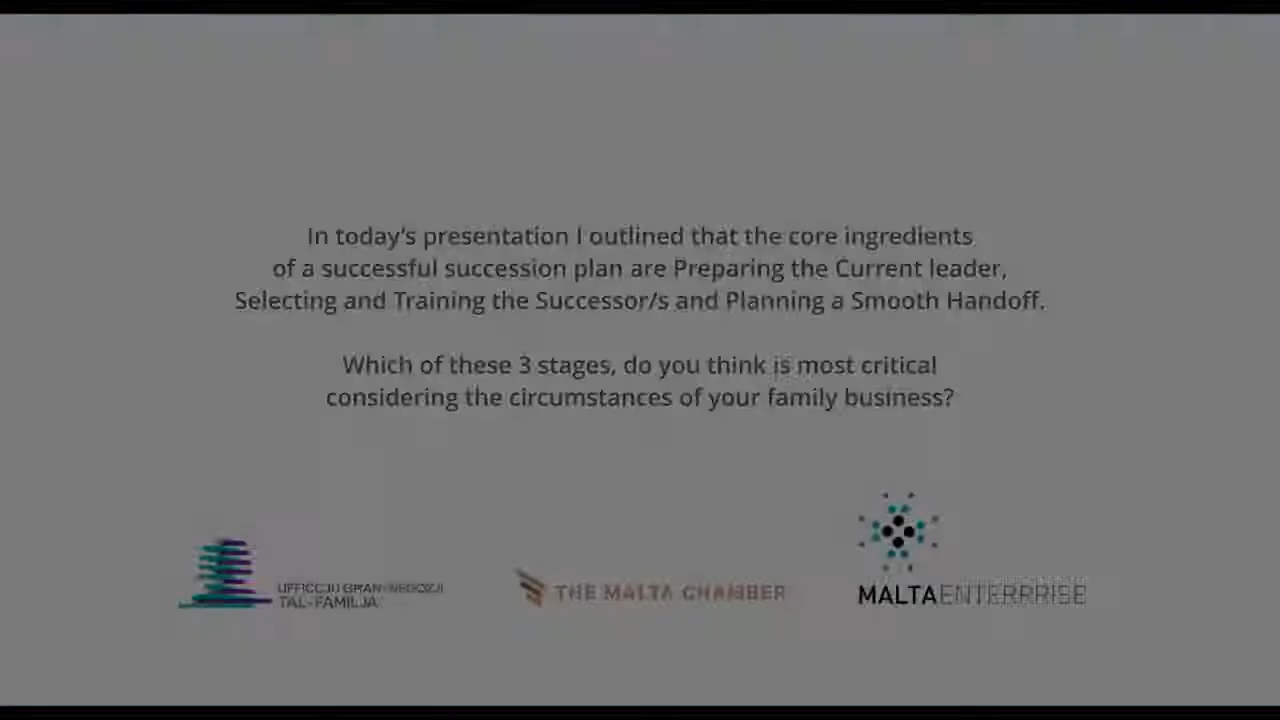 In today's presentation I outlined that the core ingredients
of a successful succession plan are Preparing the Current leader,
Selecting and Training the Successor/s and Planning a Smooth Handoff.
Which of these 3 stages, do you think is most critical
considering the circumstances of your family business?
TAL-FAMILJA
THE MALTA CHAMBER
MALTAENTERPRISE